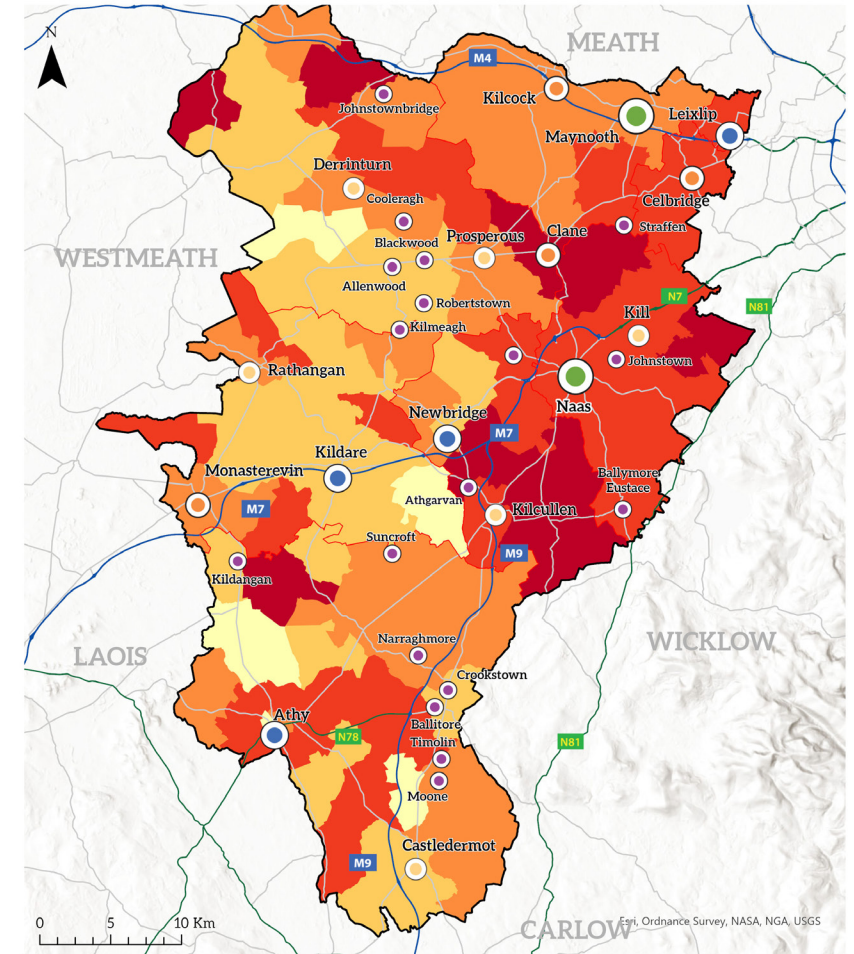 N
MEATH
M4
Kilcock
Leixlip
Johnstownbridge
Maynooth
Derrinturn
Celbridge
Cooleragh
Straffen
Prosperous
Clane
Blackwood
WESTMEATH
Allenwood
N7
Robertstown
N81
Kill
Kilmeagh
Johnstown
Rathangan
Naas
Newbridge
M7
Kildare
Monasterevin
Ballymore
Eustace
Athgarvan
M7
Kilcullen
Suncroft
M9
Kildangan
Narraghmore
WICKLOW
LAOIS
Crookstown
Athy
Ballitore
N78
Timolin
N81
Moone
Castledermot
M9
0 5 10 Km
CARLOW
Esri, Ordnance Survey, NASA, NGA, USGS